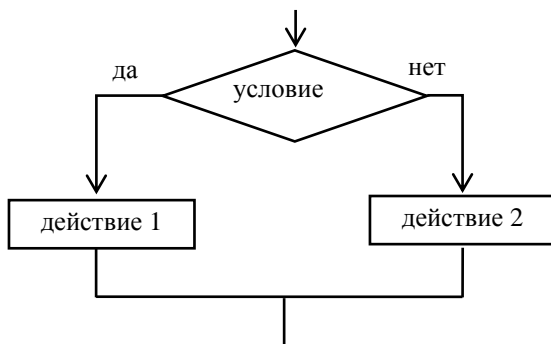 да
условие
нет
действие 1
действие 2